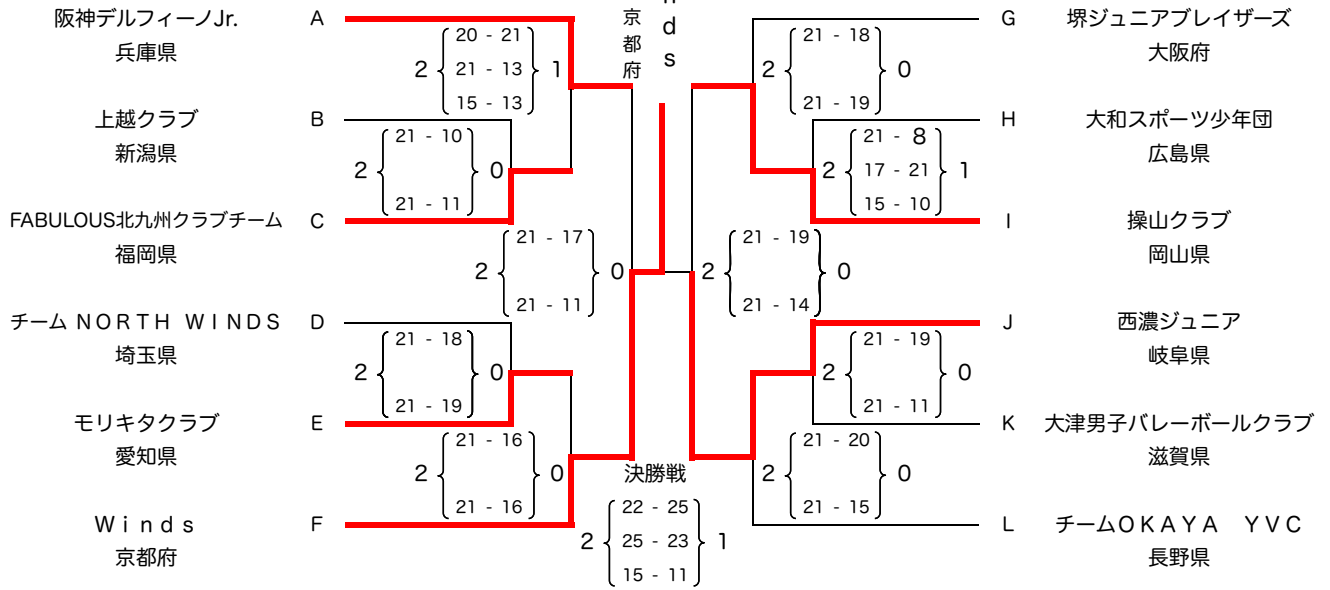 n
d
s
京
都
府
阪神デルフィーノJr.
兵庫県
A
2
20 - 21
21 - 13
15 - 13
1
上越クラブ
新潟県
B
2
21 - 10
21 - 11
0
FABULOUS北九州クラブチーム
福岡県
C
2
21 - 17
21 - 11
0
チーム ＮＯＲＴＨ ＷＩＮＤＳ
埼玉県
D
2
21 - 18
21 - 19
0
モリキタクラブ
愛知県
E
2
21 - 16
21 - 16
0
Ｗｉｎｄｓ
京都府
F
決勝戦
2
22 - 25
25 - 23
15 - 11
1
G
堺ジュニアブレイザーズ
大阪府
2
21 - 18
21 - 19
0
H
大和スポーツ少年団
広島県
2
21 - 8
17 - 21
15 - 10
1
I
操山クラブ
岡山県
2
21 - 19
21 - 14
0
J
西濃ジュニア
岐阜県
2
21 - 19
21 - 11
0
K
大津男子バレーボールクラブ
滋賀県
2
21 - 20
21 - 15
0
L
チームＯＫＡＹＡ　ＹＶＣ
長野県